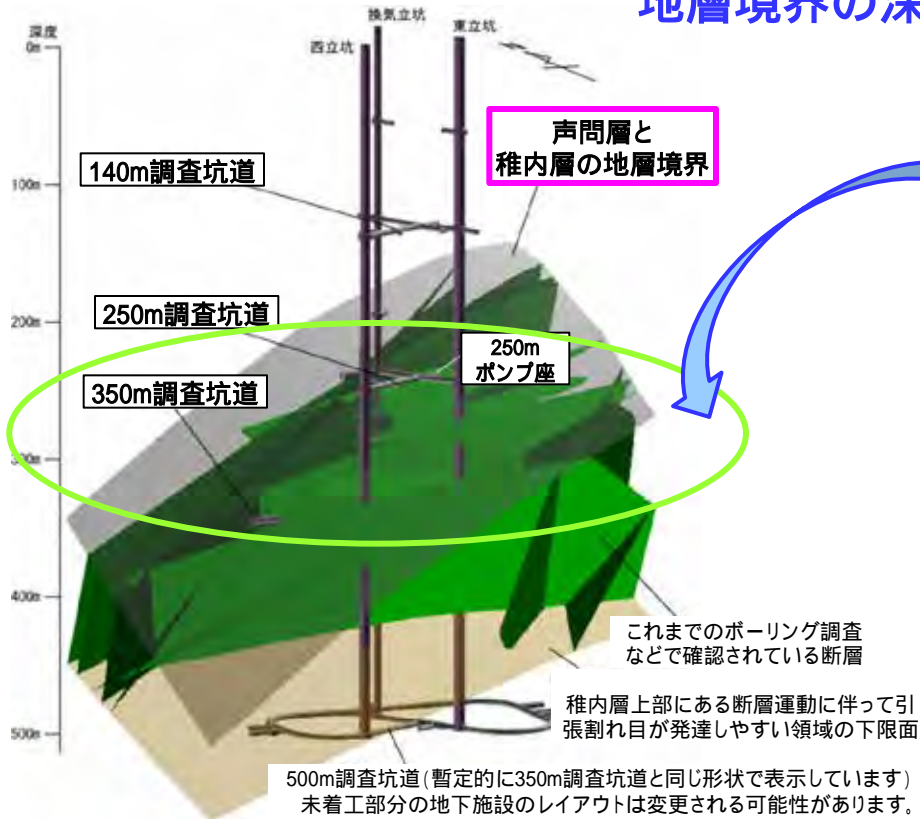 地層境界の深
換気立坑
深度
東立坑
0m
西立坑
声問層と
稚内層の地層境界
140m調査坑道
100m
250m調査坑道
200m
250m
ポンプ座
350m調査坑道
300m
400m
これまでのボーリング調査
などで確認されている断層
稚内層上部にある断層運動に伴って引
張割れ目が発達しやすい領域の下限面
500m
500m調査坑道(暫定的に350m調査坑道と同じ形状で表示しています)
未着工部分の地下施設のレイアウトは変更される可能性があります。